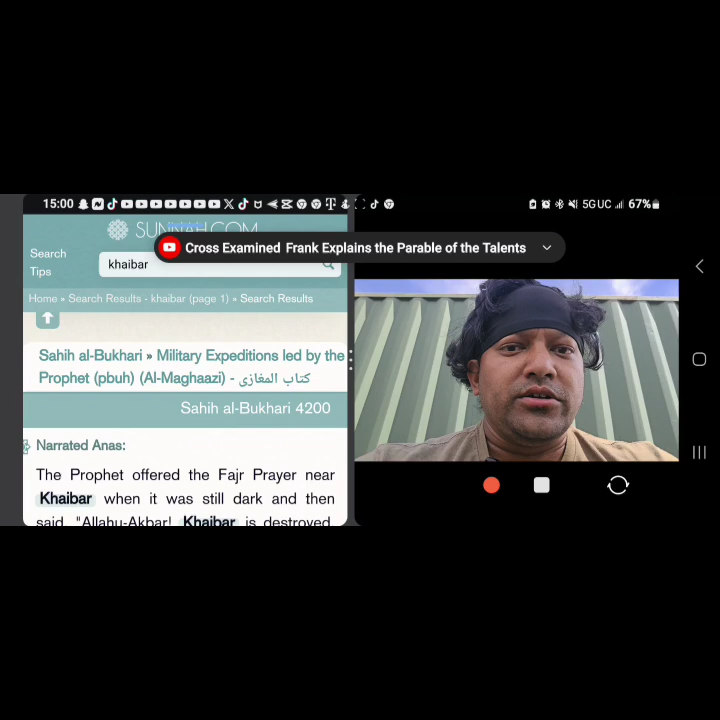 15:00
5GUC 67%
SUNNAH.COM
Cross Examined Frank Explains the Parable of the Talents
Search
Tips
khaibar
Home » Search Results - khaibar (page 1) » Search Results
Sahih al-Bukhari » Military Expeditions led by the
Prophet (pbuh) (Al-Maghaazi) - كتاب المغازى
Sahih al-Bukhari 4200
Narrated Anas:
The Prophet offered the Fajr Prayer near
Khaibar when it was still dark and then
said, "Allahu-Akbar! Khaibar is destroyed,